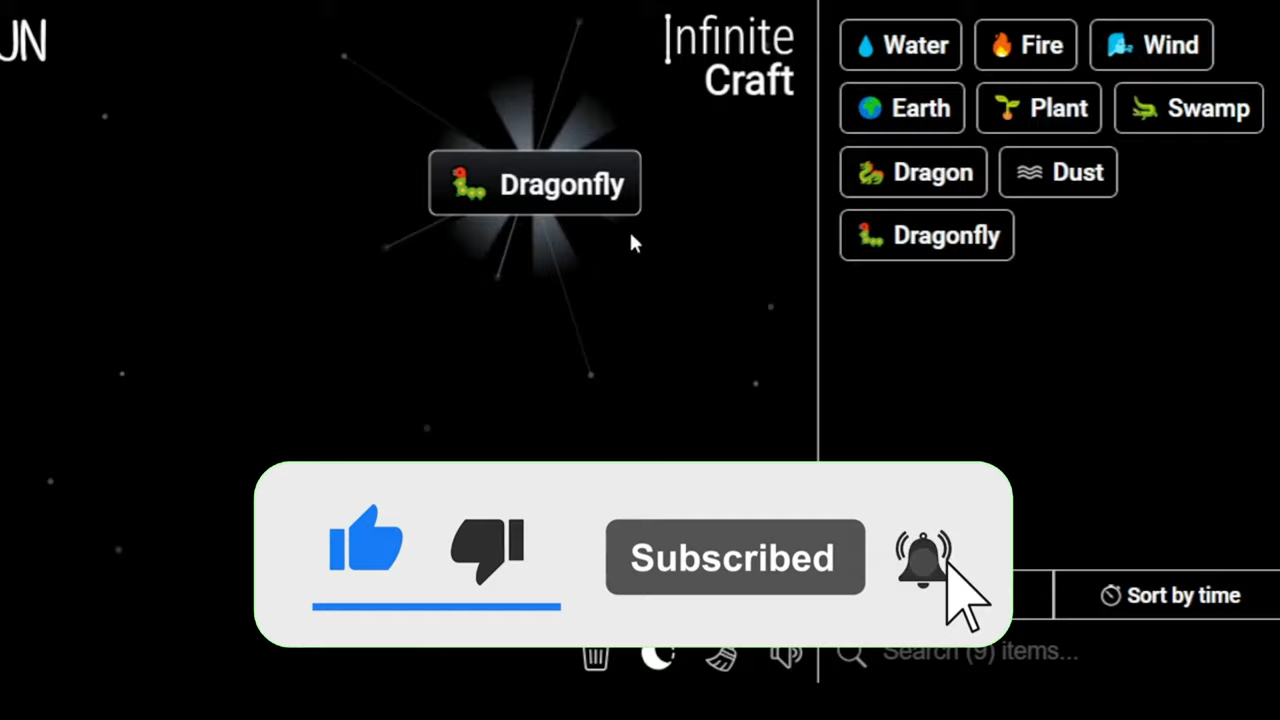 UN
Infinite
Craft
Water
Fire
Wind
Earth
Plant
Swamp
Dragon
Dust
Dragonfly
Dragonfly
Subscribed
Sort by time
Search (9) items...